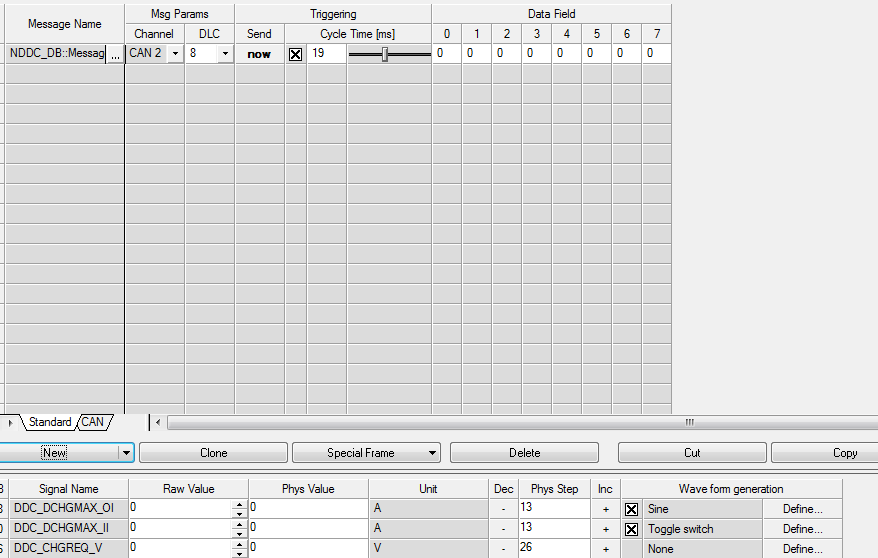 Message Name Msg Params Triggering Data Field
Channel DLC Send Cycle Time [ms] 0 1 2 3 4 5 6 7
NDDC_DB::Messag ... CAN 2 8 now 19 0 0 0 0 0 0 0 0
Standard CAN
New Clone Special Frame Delete Cut Copy
Signal Name Raw Value Phys Value Unit Dec Phys Step Inc Wave form generation
DDC_DCHGMAX_OI 0 0 A - 13 + Sine Define...
DDC_DCHGMAX_II 0 0 A - 13 + Toggle switch Define...
DDC_CHGREQ_V 0 0 V - 26 + None Define...